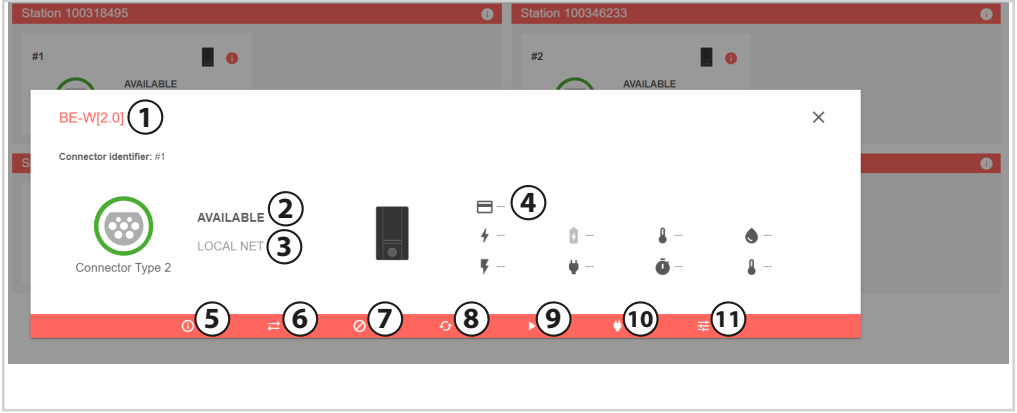 Station 100318495
Station 100346233
#1
#2
AVAILABLE
AVAILABLE
BE-W[2.0] 1
Connector identifier: #1
S
AVAILABLE 2
LOCAL NET 3
Connector Type 2
-- 4
-- -- -- --
-- -- -- --
5 6 7 8 9 10 11